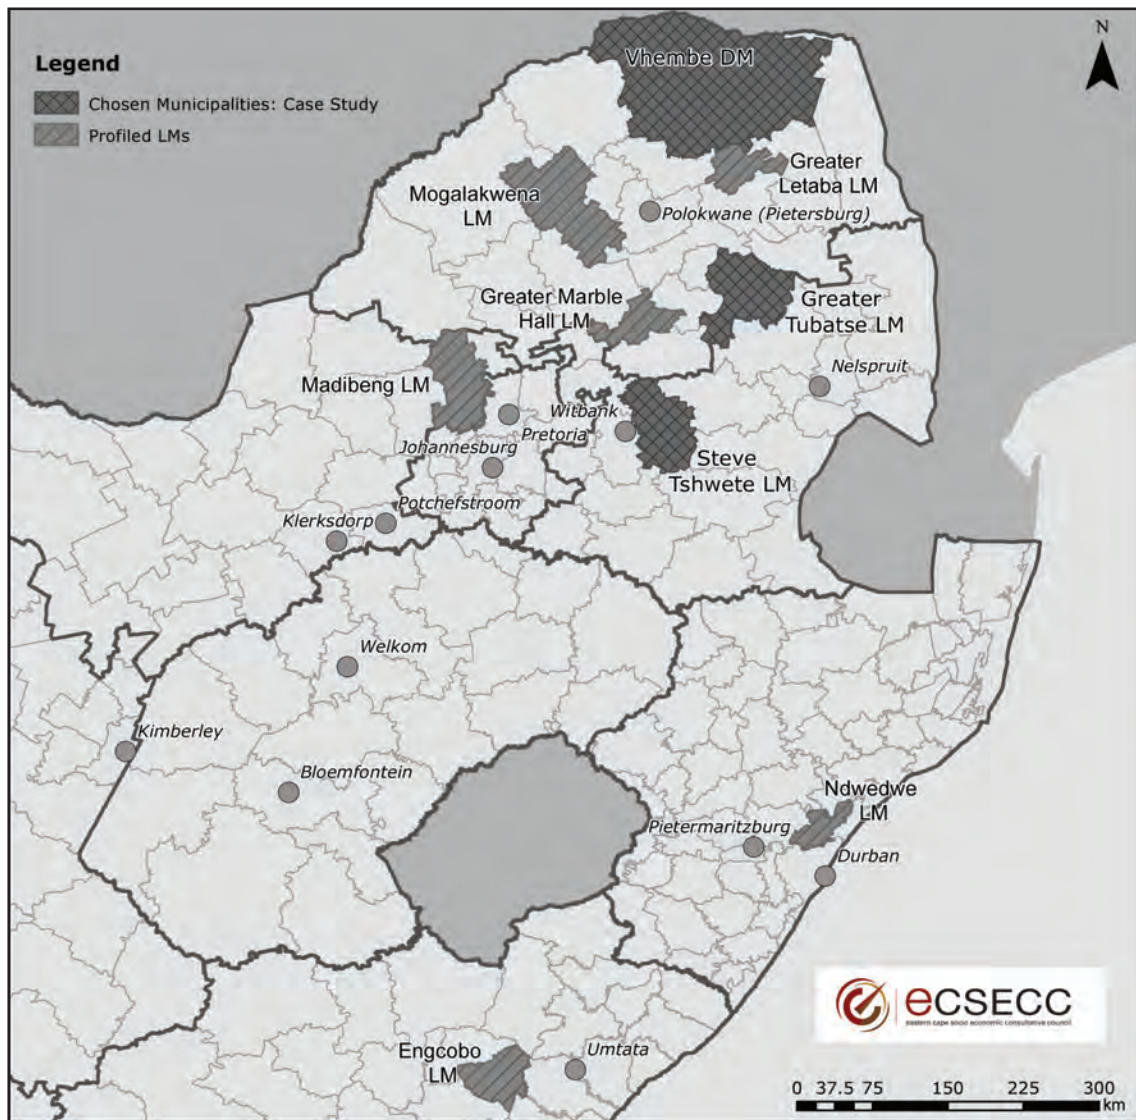 N
Legend
Chosen Municipalities: Case Study
Profiled LMs
Vhembe DM
Greater
Letaba LM
Mogalakwena
LM
Polokwane (Pietersburg)
Greater Marble
Hall LM
Greater
Tubatse LM
Madibeng LM
Nelspruit
Witbank
Pretoria
Johannesburg
Steve
Tshwete LM
Potchefstroom
Klerksdorp
Welkom
Kimberley
Bloemfontein
Ndwedwe
LM
Pietermaritzburg
Durban
ecsecc
eastern cape socio economic consultative council
Engcobo
LM
Umtata
0 37.5 75 150 225 300
km